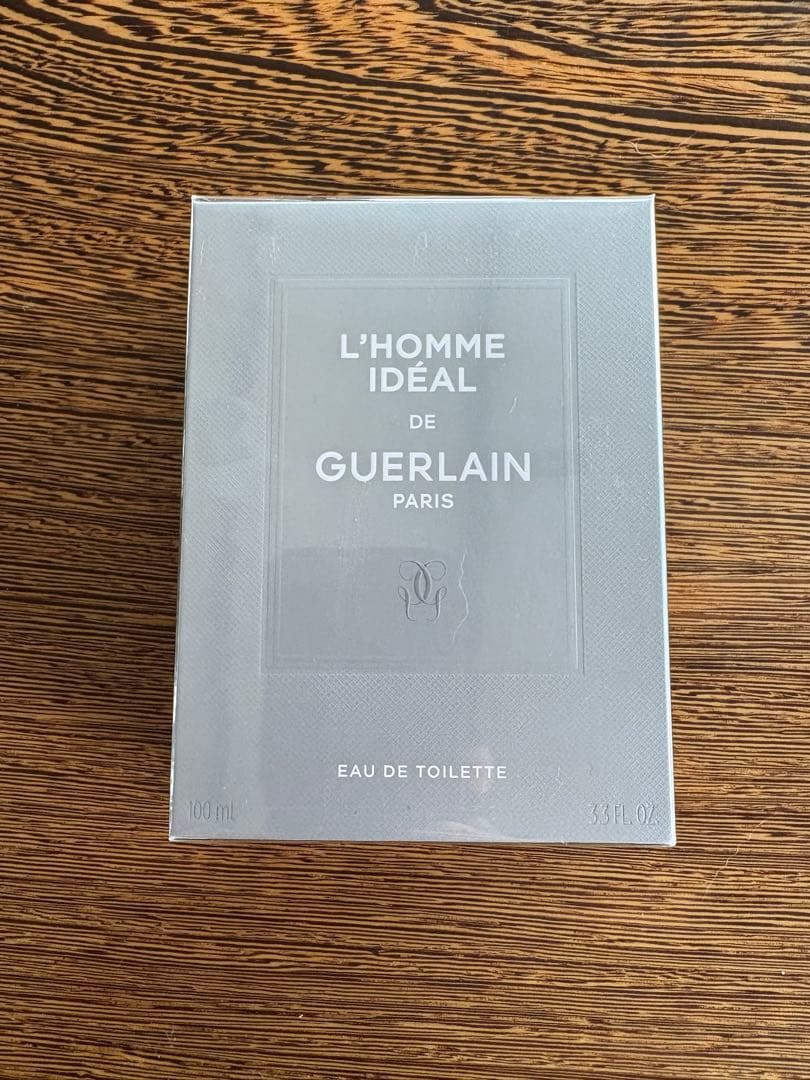 L'HOMME
IDÉAL
DE
GUERLAIN
PARIS
EAU DE TOILETTE
100 mL 3.3 FL. OZ.